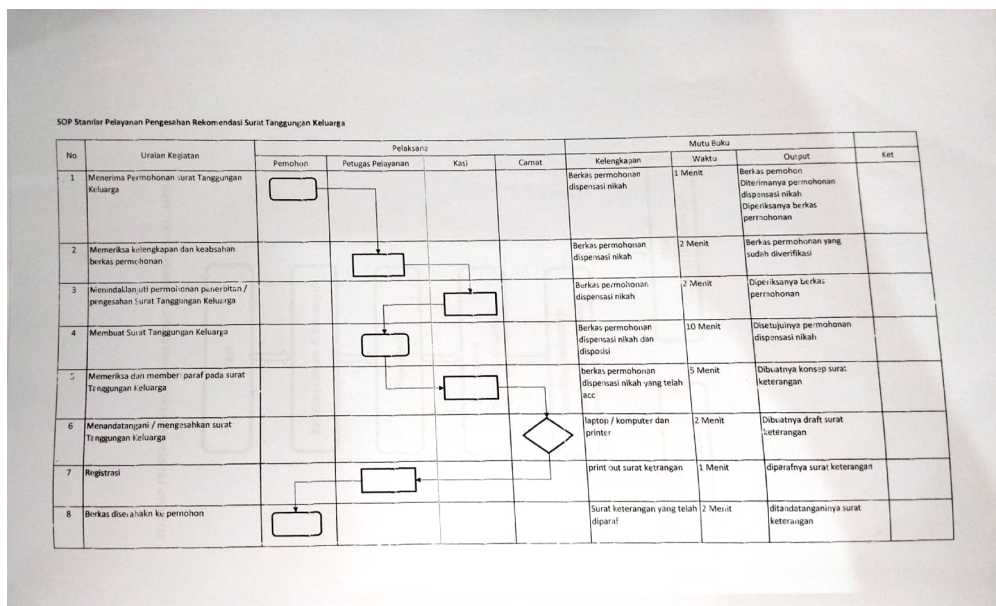 SOP Standar Pelayanan Pengesahan Rekomendasi Surat Tanggungan Keluarga
No
Uraian Kegiatan
Pelaksana
Mutu Buku
Ket
Pemohon
Petugas Pelayanan
Kasi
Camat
Kelengkapan
Waktu
Output
1
Menerima Permohonan surat Tanggungan
Keluarga
Berkas permohonan
dispensasi nikah
1 Menit
Berkas pemohon
Diterimanya permohonan
dispensasi nikah
Diperiksanya berkas
permohonan
2
Memeriksa kelengkapan dan keabsahan
berkas permohonan
Berkas permohonan
dispensasi nikah
2 Menit
Berkas permohonan yang
sudah diverifikasi
3
Menindaklanjuti permohonan penerbitan /
pengesahan Surat Tanggungan Keluarga
Berkas permohonan
dispensasi nikah
2 Menit
Diperiksanya berkas
permohonan
4
Membuat Surat Tanggungan Keluarga
Berkas permohonan
dispensasi nikah dan
disposisi
10 Menit
Disetujuinya permohonan
dispensasi nikah
5
Memeriksa dan memberi paraf pada surat
Tanggungan Keluarga
berkas permohonan
dispensasi nikah yang telah
acc
5 Menit
Dibuatnya konsep surat
keterangan
6
Menandatangani / mengesahkan surat
Tanggungan Keluarga
laptop / komputer dan
printer
2 Menit
Dibuatnya draft surat
keterangan
7
Registrasi
print out surat ketrangan
1 Menit
diparafnya surat keterangan
8
Berkas diserahakn ke pemohon
Surat keterangan yang telah
diparaf
2 Menit
ditandatanganinya surat
keterangan